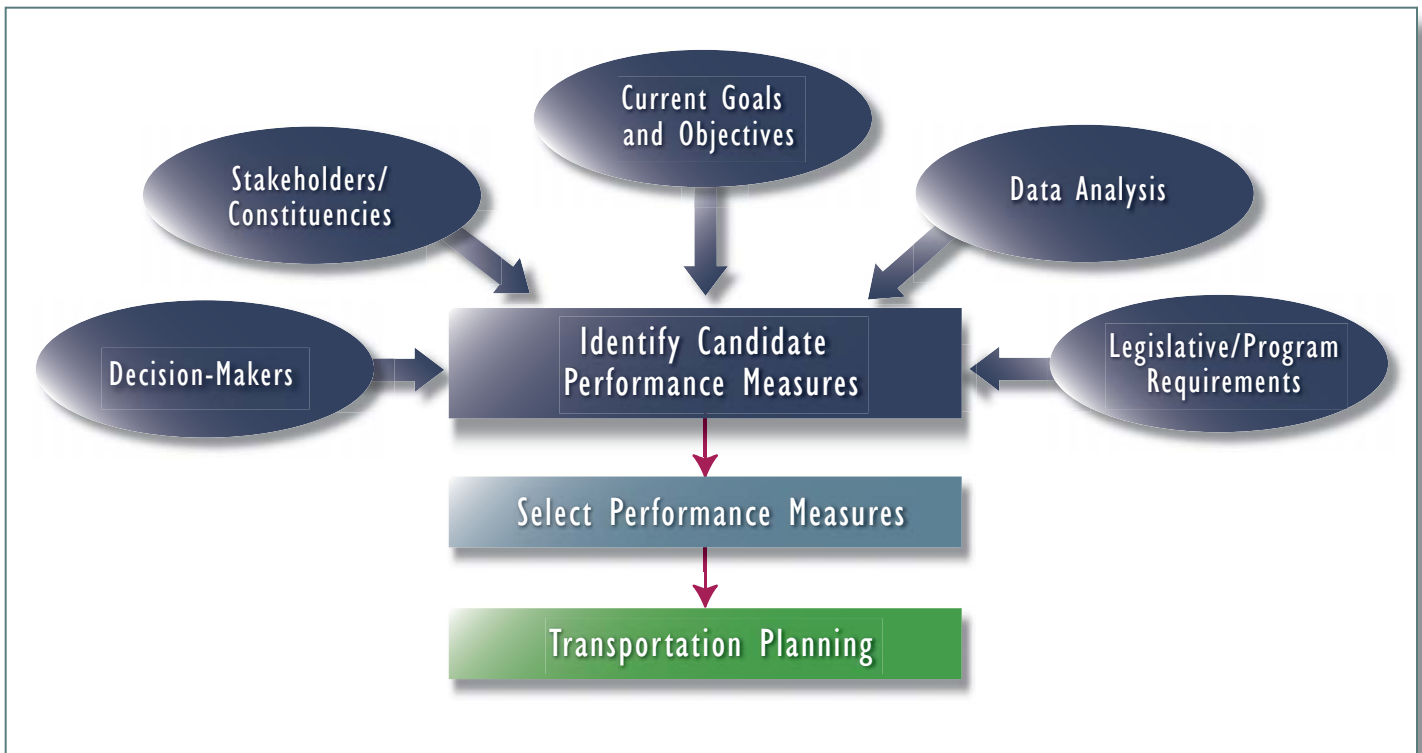 Current Goals
and Objectives
Stakeholders/
Constituencies
Data Analysis
Decision-Makers
Identify Candidate
Performance Measures
Legislative/Program
Requirements
Select Performance Measures
Transportation Planning